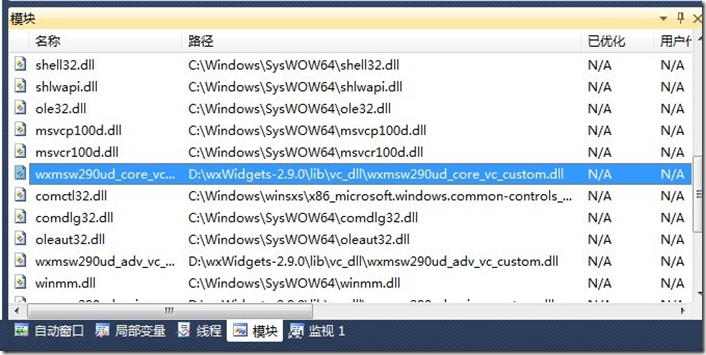 模块
名称 路径 已优化 用户代
shell32.dll C:\Windows\SysWOW64\shell32.dll N/A N/A
shlwapi.dll C:\Windows\SysWOW64\shlwapi.dll N/A N/A
ole32.dll C:\Windows\SysWOW64\ole32.dll N/A N/A
msvcp100d.dll C:\Windows\SysWOW64\msvcp100d.dll N/A N/A
msvcr100d.dll C:\Windows\SysWOW64\msvcr100d.dll N/A N/A
wxmsw290ud_core_vc_... D:\wxWidgets-2.9.0\lib\vc_dll\wxmsw290ud_core_vc_custom.dll N/A N/A
comctl32.dll C:\Windows\winsxs\x86_microsoft.windows.common-controls_... N/A N/A
comdlg32.dll C:\Windows\SysWOW64\comdlg32.dll N/A N/A
oleaut32.dll C:\Windows\SysWOW64\oleaut32.dll N/A N/A
wxmsw290ud_adv_vc_... D:\wxWidgets-2.9.0\lib\vc_dll\wxmsw290ud_adv_vc_custom.dll N/A N/A
winmm.dll C:\Windows\SysWOW64\winmm.dll N/A N/A
自动窗口 局部变量 线程 模块 监视 1